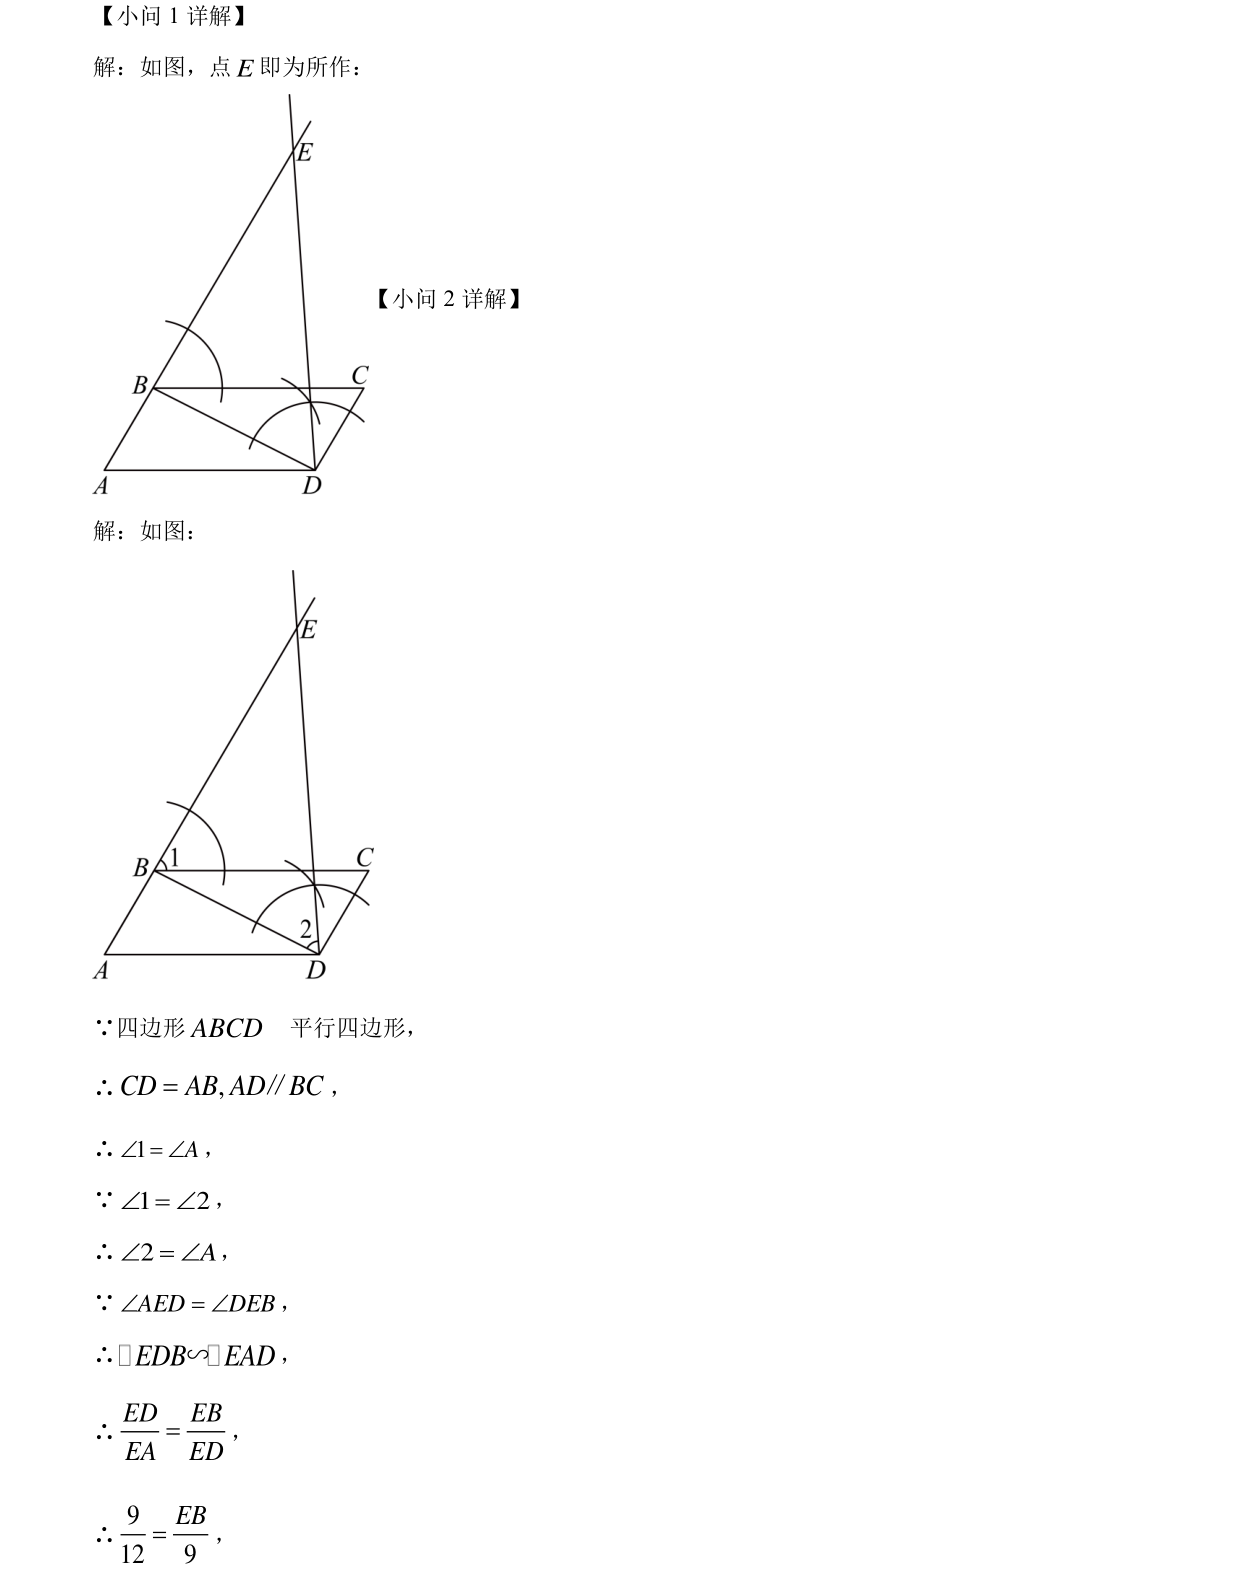 【小问 1 详解】
解：如图，点 E 即为所作：
E
【小问 2 详解】
B
C
A
D
解：如图：
E
B
1
C
2
A
D
∵四边形 ABCD 平行四边形，
∴ CD = AB, AD // BC，
∴ ∠1 = ∠A，
∵ ∠1 = ∠2，
∴ ∠2 = ∠A，
∵ ∠AED = ∠DEB，
∴ □EDB∽□EAD，
∴ ED/EA = EB/ED，
∴ 9/12 = EB/9，